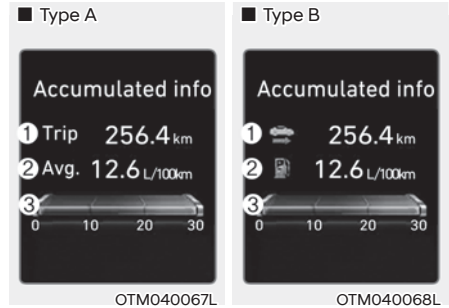 ■ Type A
Accumulated info
① Trip 256.4 km
② Avg. 12.6 L/100km
③
0 10 20 30
OTM040067L
■ Type B
Accumulated info
① 256.4 km
② 12.6 L/100km
③
0 10 20 30
OTM040068L